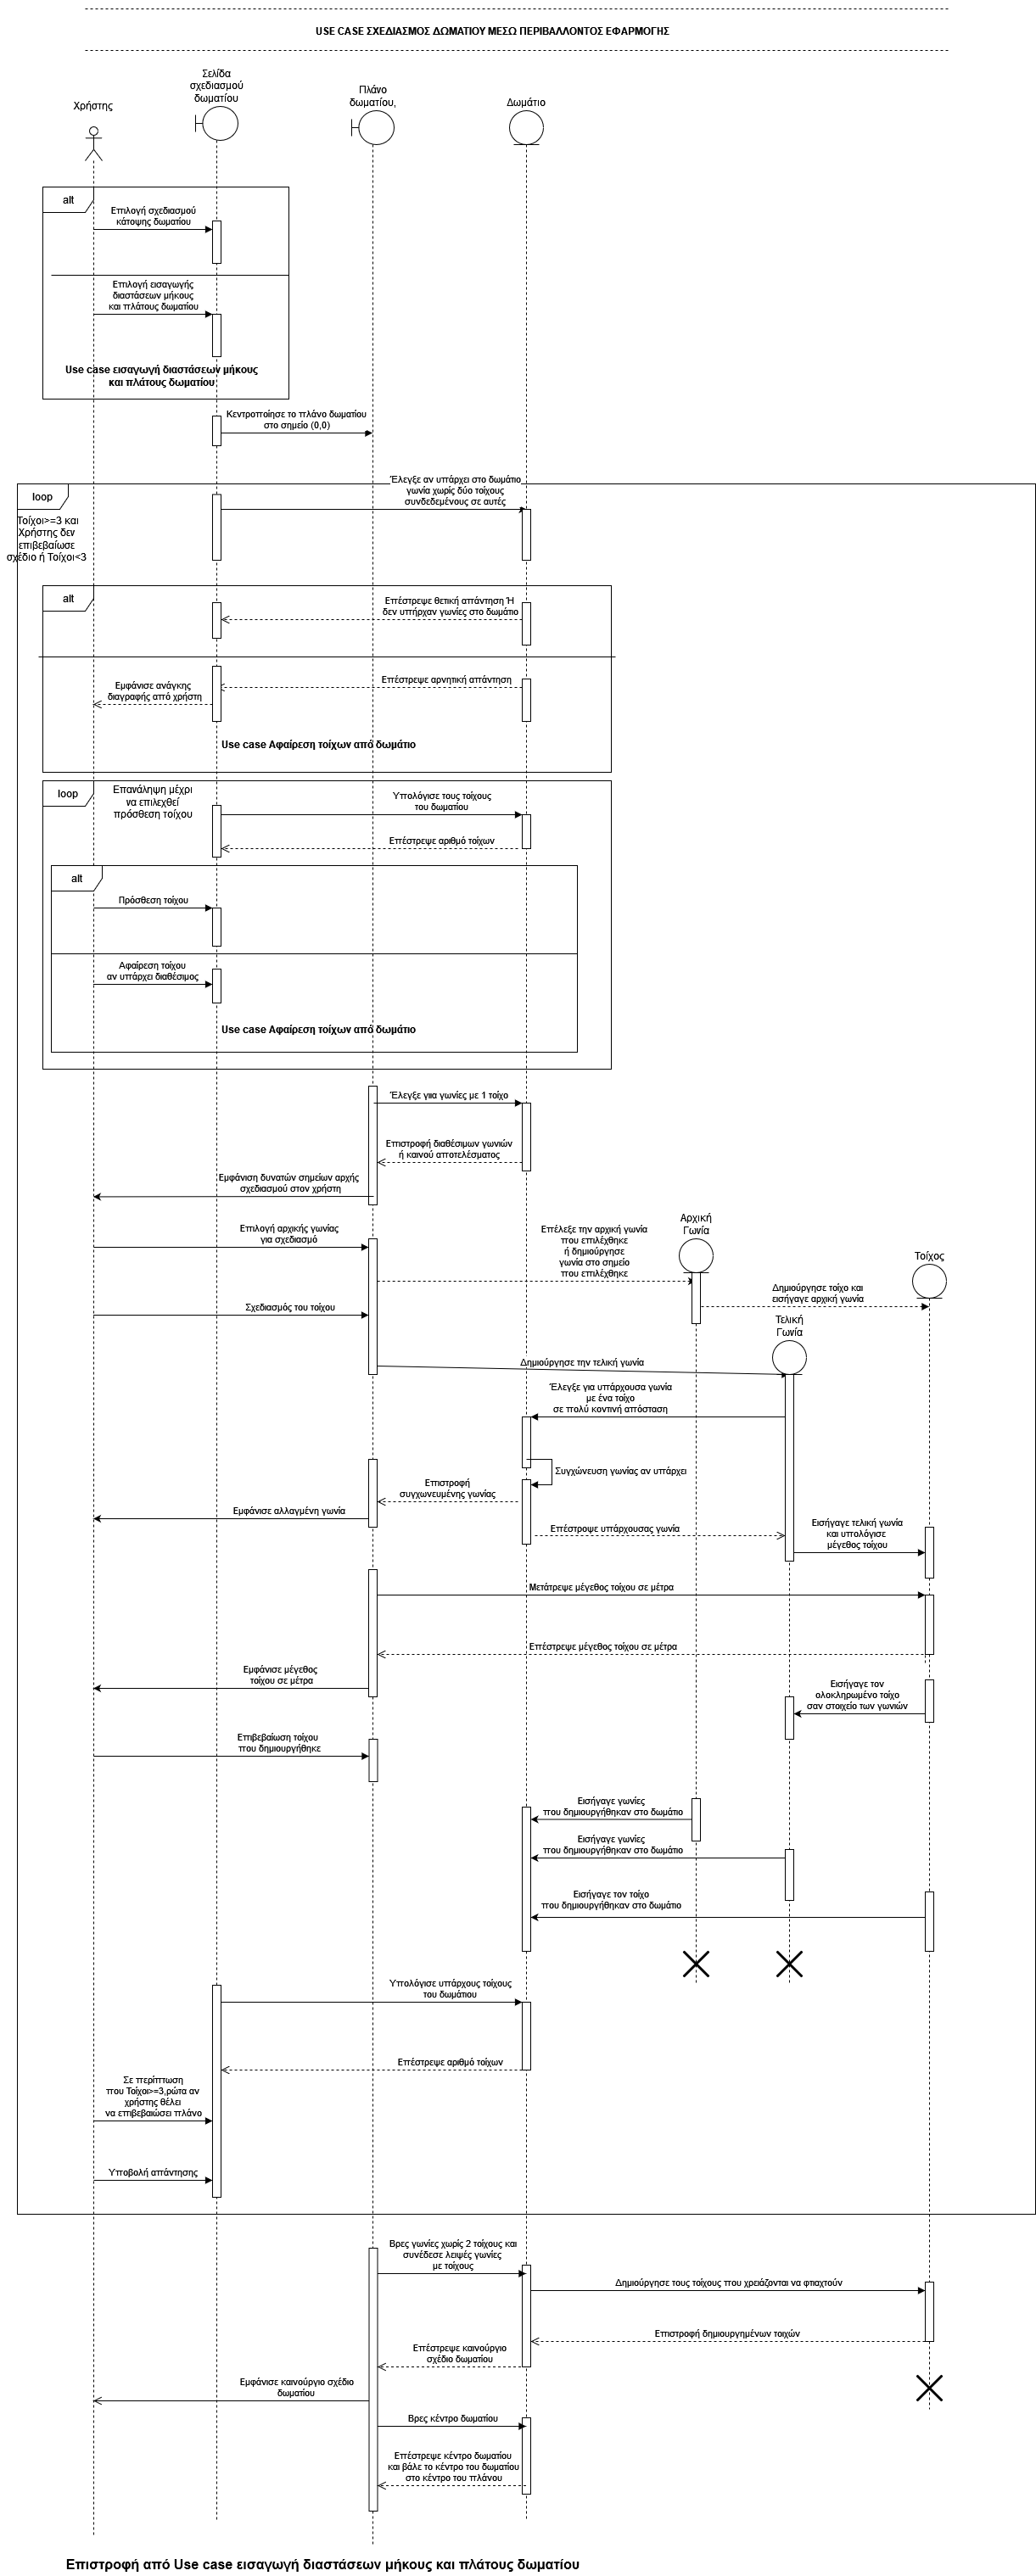 USE CASE ΣΧΕΔΙΑΣΜΟΣ ΔΩΜΑΤΙΟΥ ΜΕΣΩ ΠΕΡΙΒΑΛΛΟΝΤΟΣ ΕΦΑΡΜΟΓΗΣ
Χρήστης
Σελίδα
σχεδιασμού
δωματίου
Πλάνο
δωματίου,
Δωμάτιο
alt
Επιλογή σχεδιασμού
κάτοψης δωματίου
Επιλογή εισαγωγής
διαστάσεων μήκους
και πλάτους δωματίου
Use case εισαγωγή διαστάσεων μήκους
και πλάτους δωματίου
Κεντροποίησε το πλάνο δωματίου
στο σημείο (0,0)
loop
Τοίχοι>=3 και
Χρήστης δεν
επιβεβαίωσε
σχέδιο ή Τοίχοι<3
Έλεγξε αν υπάρχει στο δωμάτιο
γωνία χωρίς δύο τοίχους
συνδεδεμένους σε αυτές
alt
Επέστρεψε θετική απάντηση Ή
δεν υπήρχαν γωνίες στο δωμάτιο
Επέστρεψε αρνητική απάντηση
Εμφάνισε ανάγκης
διαγραφής από χρήστη
Use case Αφαίρεση τοίχων από δωμάτιο
loop
Επανάληψη μέχρι
να επιλεχθεί
πρόσθεση τοίχου
Υπολόγισε τους τοίχους
του δωματίου
Επέστρεψε αριθμό τοίχων
alt
Πρόσθεση τοίχου
Αφαίρεση τοίχου
αν υπάρχει διαθέσιμος
Use case Αφαίρεση τοίχων από δωμάτιο
Έλεγξε γιια γωνίες με 1 τοίχο
Επιστροφή διαθέσιμων γωνιών
ή καινού αποτελέσματος
Εμφάνιση δυνατών σημείων αρχής
σχεδιασμού στον χρήστη
Επιλογή αρχικής γωνίας
για σχεδιασμό
Επέλεξε την αρχική γωνία
που επιλέχθηκε
ή δημιούργησε
γωνία στο σημείο
που επιλέχθηκε
Αρχική
Γωνία
Τοίχος
Δημιούργησε τοίχο και
εισήγαγε αρχική γωνία
Σχεδιασμός του τοίχου
Τελική
Γωνία
Δημιούργησε την τελική γωνία
Έλεγξε για υπάρχουσα γωνία
με ένα τοίχο
σε πολύ κοντινή απόσταση
Συγχώνευση γωνίας αν υπάρχει
Επιστροφή
συγχωνευμένης γωνίας
Εμφάνισε αλλαγμένη γωνία
Επέστροψε υπάρχουσας γωνία
Εισήγαγε τελική γωνία
και υπολόγισε
μέγεθος τοίχου
Μετάτρεψε μέγεθος τοίχου σε μέτρα
Επέστρεψε μέγεθος τοίχου σε μέτρα
Εμφάνισε μέγεθος
τοίχου σε μέτρα
Εισήγαγε τον
ολοκληρωμένο τοίχο
σαν στοιχείο των γωνιών
Επιβεβαίωση τοίχου
που δημιουργήθηκε
Εισήγαγε γωνίες
που δημιουργήθηκαν στο δωμάτιο
Εισήγαγε γωνίες
που δημιουργήθηκαν στο δωμάτιο
Εισήγαγε τον τοίχο
που δημιουργήθηκαν στο δωμάτιο
Υπολόγισε υπάρχους τοίχους
του δωμάτιου
Επέστρεψε αριθμό τοίχων
Σε περίπτωση
που Τοίχοι>=3,ρώτα αν
χρήστης θέλει
να επιβεβαιώσει πλάνο
Υποβολή απάντησης
Βρες γωνίες χωρίς 2 τοίχους και
συνέδεσε λειψές γωνίες
με τοίχους
Δημιούργησε τους τοίχους που χρειάζονται να φτιαχτούν
Επιστροφή δημιουργημένων τοιχών
Επέστρεψε καινούργιο
σχέδιο δωματίου
Εμφάνισε καινούργιο σχέδιο
δωματίου
Βρες κέντρο δωματίου
Επέστρεψε κέντρο δωματίου
και βάλε το κέντρο του δωματίου
στο κέντρο του πλάνου
Επιστροφή από Use case εισαγωγή διαστάσεων μήκους και πλάτους δωματίου